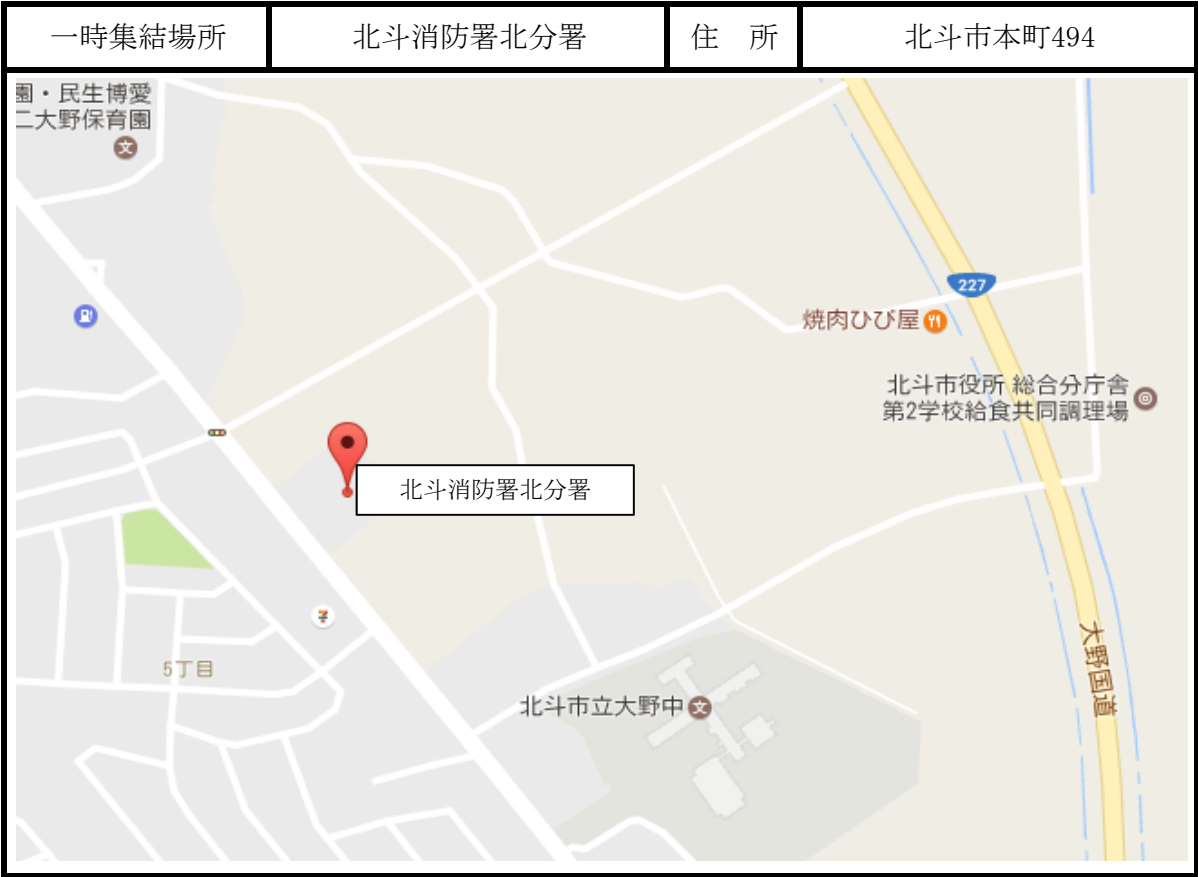 一時集結場所
北斗消防署北分署
住　所
北斗市本町494
園・民生博愛
二大野保育園
文
227
焼肉ひび屋
北斗市役所 総合分庁舎
第2学校給食共同調理場
北斗消防署北分署
7
5丁目
北斗市立大野中
文
大野国道